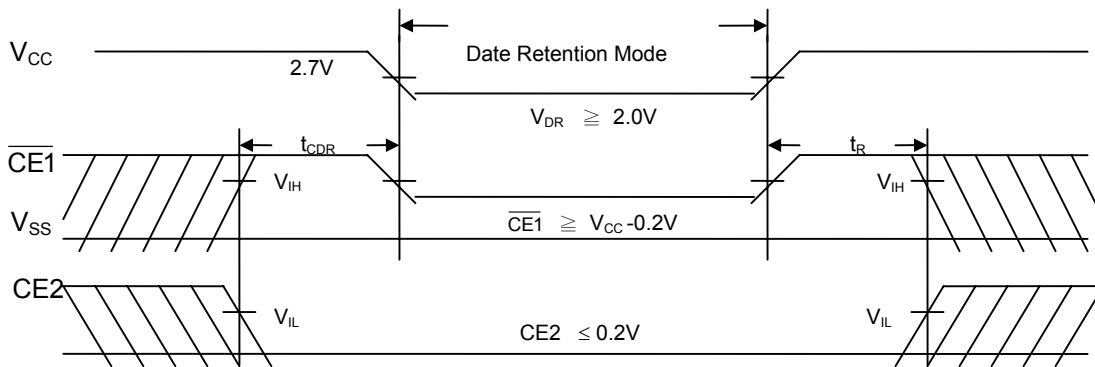 VCC
Date Retention Mode
2.7V
VDR ≧ 2.0V
tCDR
tR
CE1
VIH
VIH
VSS
CE1 ≧ VCC -0.2V
CE2
VIL
VIL
CE2 ≤ 0.2V